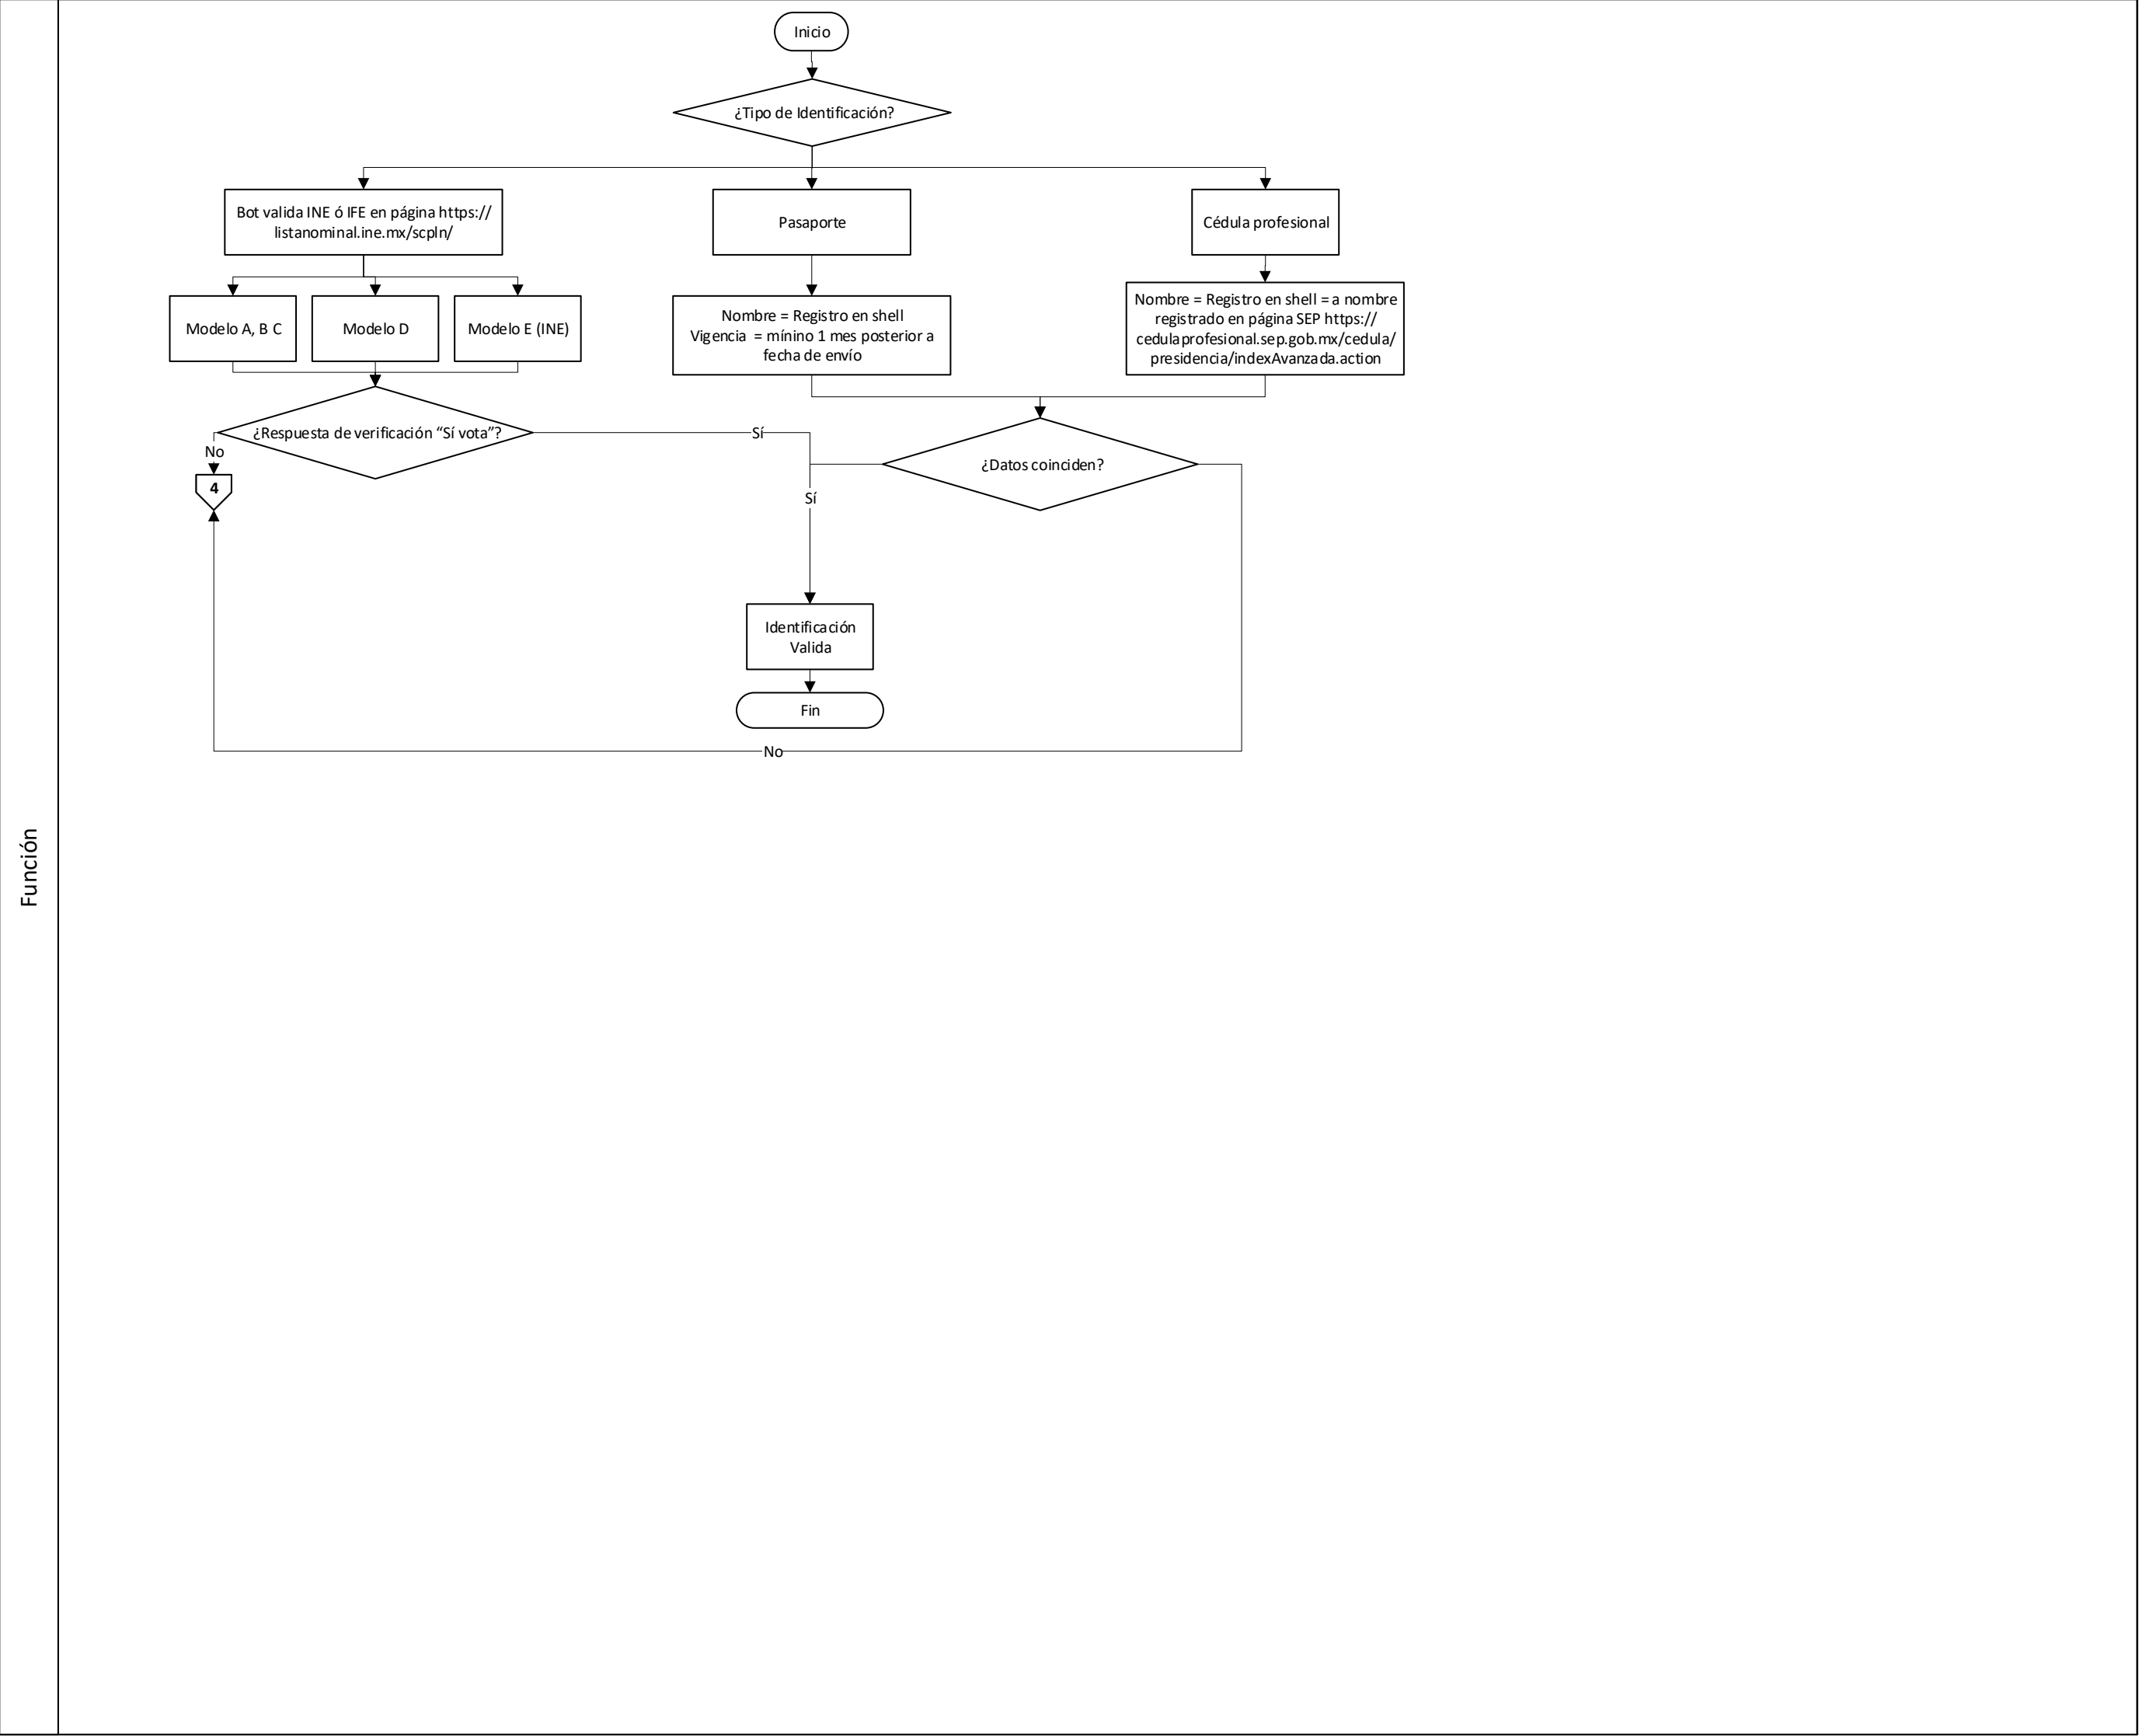 Inicio
¿Tipo de Identificación?
Bot valida INE ó IFE en página https://
listanominal.ine.mx/scpln/
Pasaporte
Cédula profesional
Modelo A, B C
Modelo D
Modelo E (INE)
Nombre = Registro en shell
Vigencia = mínino 1 mes posterior a
fecha de envío
Nombre = Registro en shell = a nombre
registrado en página SEP https://
cedulaprofesional.sep.gob.mx/cedula/
presidencia/indexAvanzada.action
¿Respuesta de verificación “Sí vota”?
Sí
No
4
¿Datos coinciden?
Sí
Identificación
Valida
Fin
No
Función